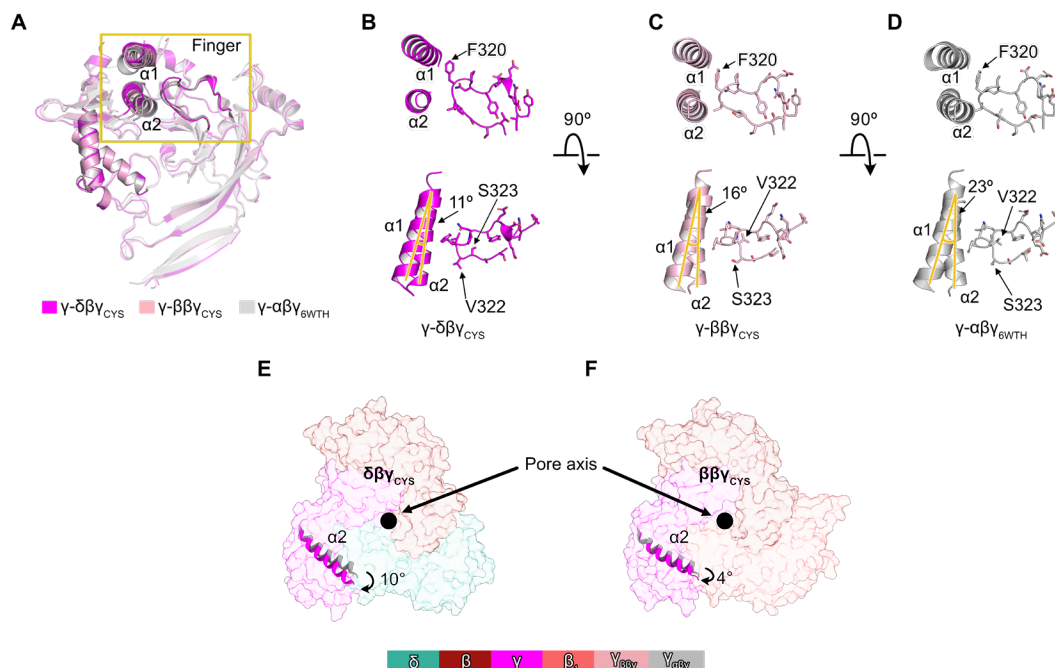 A
Finger
α1
α2
γ-δβγCYS
γ-ββγCYS
γ-αβγ6WTH
B
F320
α1
α2
90º
11º
S323
α1
α2
V322
γ-δβγCYS
C
F320
α1
α2
90º
16º
V322
α1
α2
S323
γ-ββγCYS
D
F320
α1
α2
23º
V322
α1
α2
S323
γ-αβγ6WTH
E
δβγCYS
Pore axis
α2
10°
F
ββγCYS
α2
4°
δ
β
γ
γββγ
γαβγ